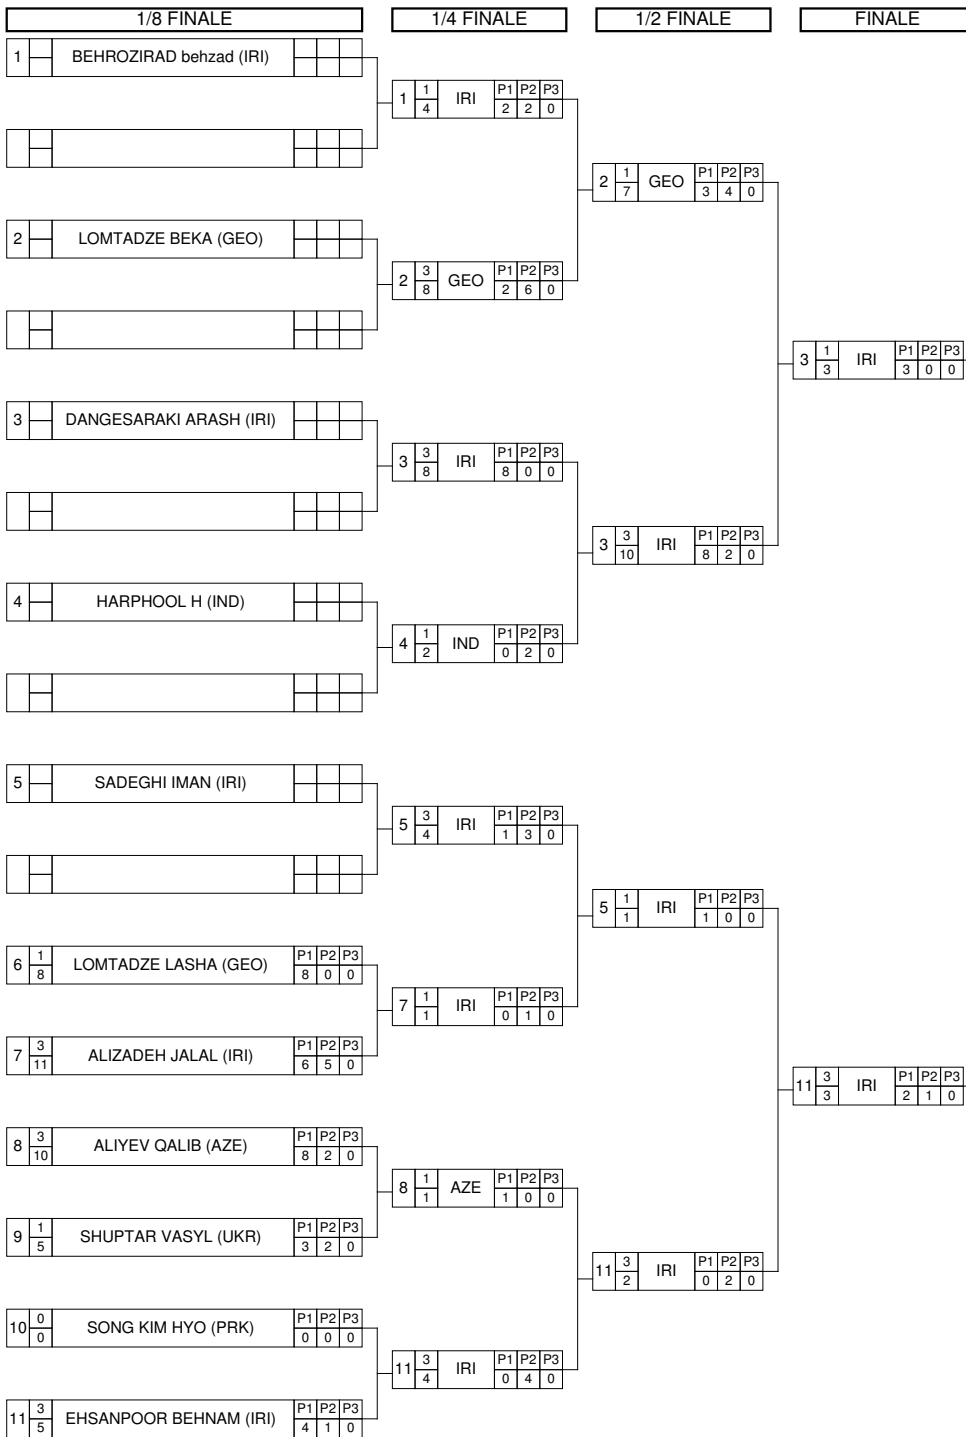 1/8 FINALE 1/4 FINALE 1/2 FINALE FINALE
1 BEHROZIRAD behzad (IRI)
1 1 4 IRI P1 P2 P3 2 2 0
2 1 7 GEO P1 P2 P3 3 4 0
2 LOMTADZE BEKA (GEO)
2 3 8 GEO P1 P2 P3 2 6 0
3 1 3 IRI P1 P2 P3 3 0 0
3 DANGESARAKI ARASH (IRI)
3 3 8 IRI P1 P2 P3 8 0 0
3 3 10 IRI P1 P2 P3 8 2 0
4 HARPHOOL H (IND)
4 1 2 IND P1 P2 P3 0 2 0
5 SADEGHI IMAN (IRI)
5 3 4 IRI P1 P2 P3 1 3 0
5 1 1 IRI P1 P2 P3 1 0 0
6 1 8 LOMTADZE LASHA (GEO) P1 P2 P3 8 0 0
7 1 1 IRI P1 P2 P3 0 1 0
7 3 11 ALIZADEH JALAL (IRI) P1 P2 P3 6 5 0
11 3 3 IRI P1 P2 P3 2 1 0
8 3 10 ALIYEV QALIB (AZE) P1 P2 P3 8 2 0
8 1 1 AZE P1 P2 P3 1 0 0
9 1 5 SHUPTAR VASYL (UKR) P1 P2 P3 3 2 0
11 3 2 IRI P1 P2 P3 0 2 0
10 0 0 SONG KIM HYO (PRK) P1 P2 P3 0 0 0
11 3 4 IRI P1 P2 P3 0 4 0
11 3 5 EHSANPOOR BEHNAM (IRI) P1 P2 P3 4 1 0